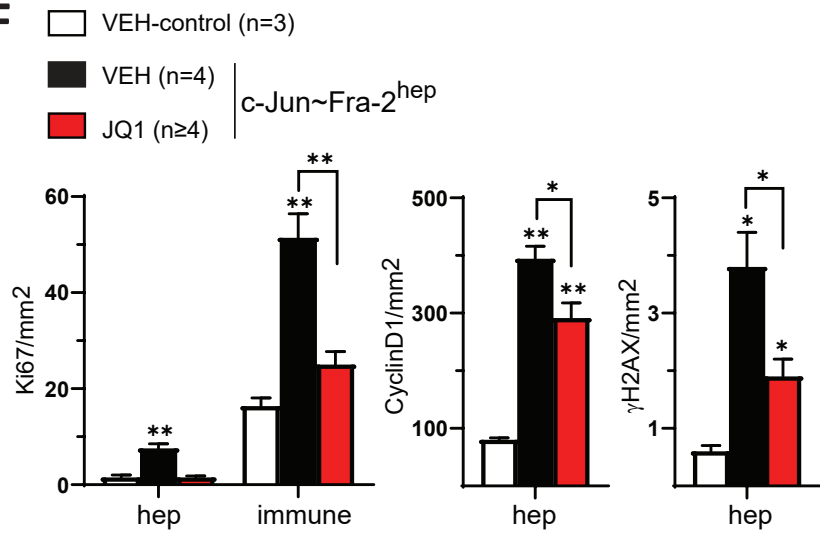 F
VEH-control (n=3)
VEH (n=4)
JQ1 (n≥4)
c-Jun~Fra-2hep
Ki67/mm2
60
40
20
0
**
**
**
hep
immune
CyclinD1/mm2
500
300
100
**
*
**
hep
γH2AX/mm2
5
3
1
*
*
*
hep